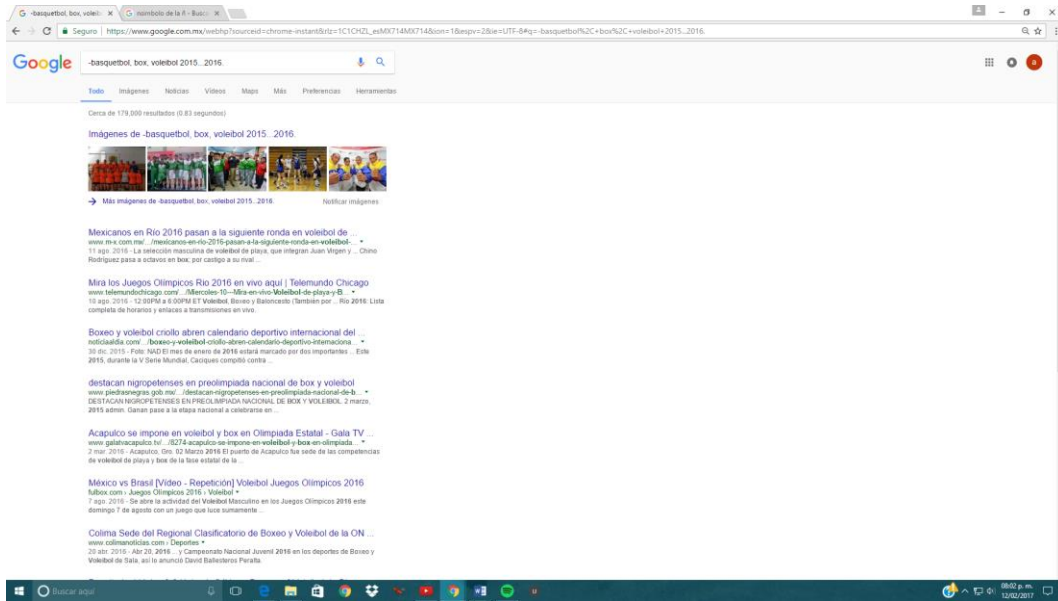 -basquetbol, box, voleib
nsimbolo de la ñ - Busca
Seguro | https://www.google.com.mx/webhp?sourceid=chrome-instant&rlz=1C1CHZL_esMX714MX714&ion=1&espv=2&ie=UTF-8#q=-basquetbol%2C+box%2C+voleibol+2015..2016.
Google
-basquetbol, box, voleibol 2015...2016.
a
Todo Imágenes Noticias Vídeos Maps Más Preferencias Herramientas
Cerca de 179,000 resultados (0.83 segundos)
Imágenes de -basquetbol, box, voleibol 2015...2016.
Más imágenes de -basquetbol, box, voleibol 2015...2016. Notificar imágenes
Mexicanos en Río 2016 pasan a la siguiente ronda en voleibol de ...
www.m-x.com.mx/.../mexicanos-en-rio-2016-pasan-a-la-siguiente-ronda-en-voleibol-...
11 ago. 2016 - La selección masculina de voleibol de playa, que integran Juan Virgen y ... Chino
Rodríguez pasa a octavos en box, por castigo a su rival ...
Mira los Juegos Olímpicos Rio 2016 en vivo aquí | Telemundo Chicago
www.telemundochicago.com/.../Miercoles-10---Mira-en-vivo-Voleibol-de-playa-y-B...
10 ago. 2016 - 12:00PM a 6:00PM ET Voleibol, Boxeo y Baloncesto (También por ... Rio 2016: Lista
completa de horarios y enlaces a transmisiones en vivo.
Boxeo y voleibol criollo abren calendario deportivo internacional del ...
noticiaaldia.com/.../boxeo-y-voleibol-criollo-abren-calendario-deportivo-internaciona...
30 dic. 2015 - Foto: NAD El mes de enero de 2016 estará marcado por dos importantes ... Este
2015, durante la V Serie Mundial, Caciques compitió contra ...
destacan nigropetenses en preolimpiada nacional de box y voleibol
www.piedrasnegras.gob.mx/.../destacan-nigropetenses-en-preolimpiada-nacional-de-b...
DESTACAN NIGROPETENSES EN PREOLIMPIADA NACIONAL DE BOX Y VOLEIBOL. 2 marzo,
2015 admin. Ganan pase a la etapa nacional a celebrarse en ...
Acapulco se impone en voleibol y box en Olimpiada Estatal - Gala TV ...
www.galatvacapulco.tv/.../8274-acapulco-se-impone-en-voleibol-y-box-en-olimpiada...
2 mar. 2016 - Acapulco, Gro. 02 Marzo 2016 El puerto de Acapulco fue sede de las competencias
de voleibol de playa y box de la fase estatal de la ...
México vs Brasil [Vídeo - Repetición] Voleibol Juegos Olímpicos 2016
fulbox.com › Juegos Olímpicos 2016 › Voleibol
7 ago. 2016 - Se abre la actividad del Voleibol Masculino en los Juegos Olímpicos 2016 este
domingo 7 de agosto con un juego que luce sumamente ...
Colima Sede del Regional Clasificatorio de Boxeo y Voleibol de la ON ...
www.colimanoticias.com › Deportes
20 abr. 2016 - Abr 20, 2016 ... y Campeonato Nacional Juvenil 2016 en los deportes de Boxeo y
Voleibol de Sala, así lo anunció David Ballesteros Peralta.
Buscar aquí
08:02 p. m.
12/02/2017